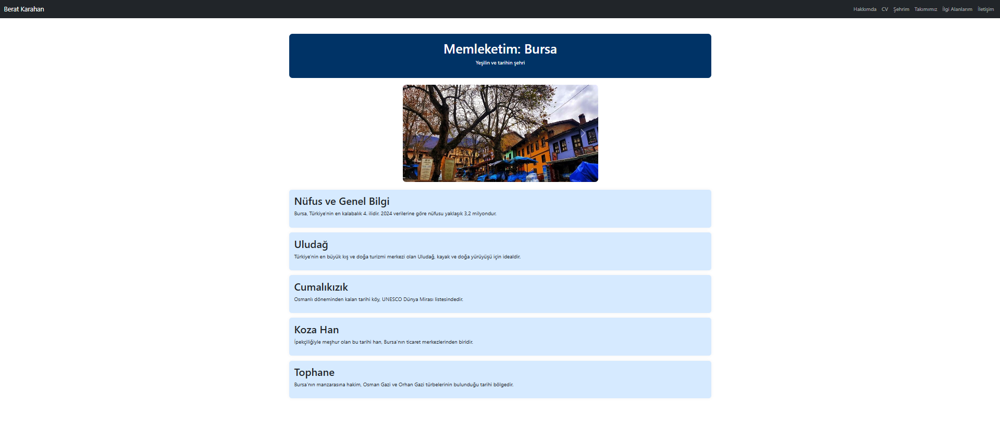 Berat Karahan
Hakkımda CV Şehrim Takımımız İlgi Alanlarım İletişim
Memleketim: Bursa
Yeşilin ve tarihin şehri
Nüfus ve Genel Bilgi
Bursa, Türkiye'nin en kalabalık 4. ilidir. 2024 verilerine göre nüfusu yaklaşık 3,2 milyondur.
Uludağ
Türkiye'nin en büyük kış ve doğa turizmi merkezi olan Uludağ, kayak ve doğa yürüyüşü için idealdir.
Cumalıkızık
Osmanlı döneminden kalan tarihi köy, UNESCO Dünya Mirası listesindedir.
Koza Han
İpekçiliğiyle meşhur olan bu tarihi han, Bursa'nın ticaret merkezlerinden biridir.
Tophane
Bursa'nın manzarasına hakim, Osman Gazi ve Orhan Gazi türbelerinin bulunduğu tarihi bölgedir.